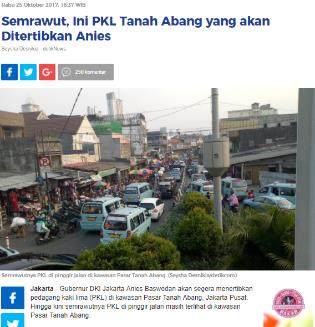 Rabu 25 Oktober 2017, 16:37 WIB
Semrawut, Ini PKL Tanah Abang yang akan
Ditertibkan Anies
Seysha Desnikia - detikNews
250 komentar
Semrawutnya PKL di pinggir jalan di kawasan Pasar Tanah Abang. (Seysha Desnikia/detikcom)
Jakarta - Gubernur DKI Jakarta Anies Baswedan akan segera menertibkan
pedagang kaki lima (PKL) di kawasan Pasar Tanah Abang, Jakarta Pusat.
Hingga kini semrawutnya PKL di pinggir jalan masih terlihat di kawasan
Pasar Tanah Abang.